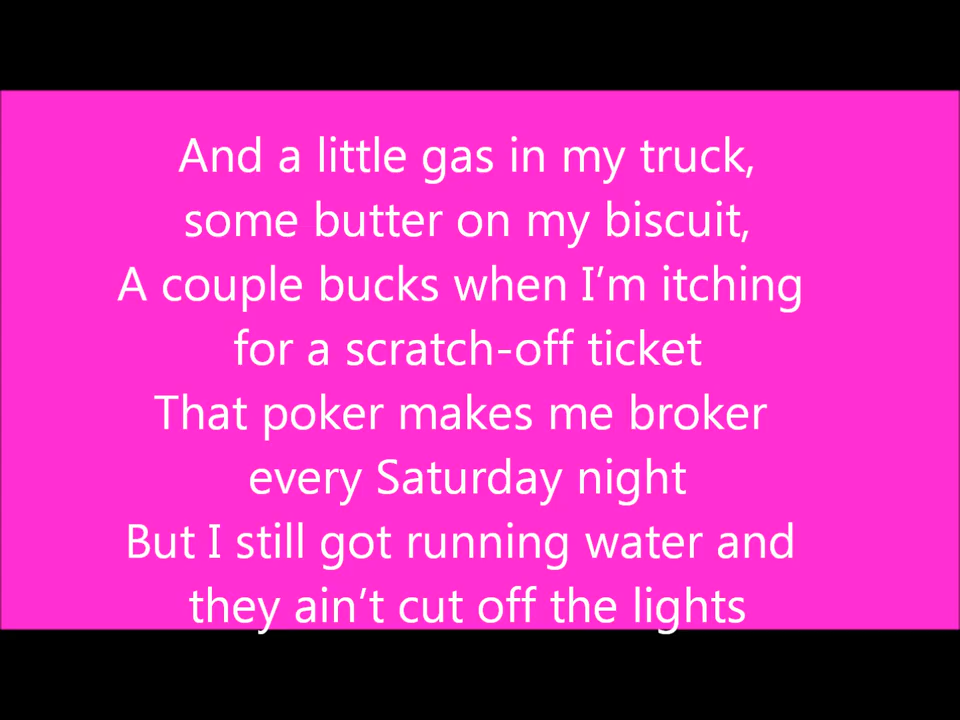 And a little gas in my truck,
some butter on my biscuit,
A couple bucks when I’m itching
for a scratch-off ticket
That poker makes me broker
every Saturday night
But I still got running water and
they ain’t cut off the lights